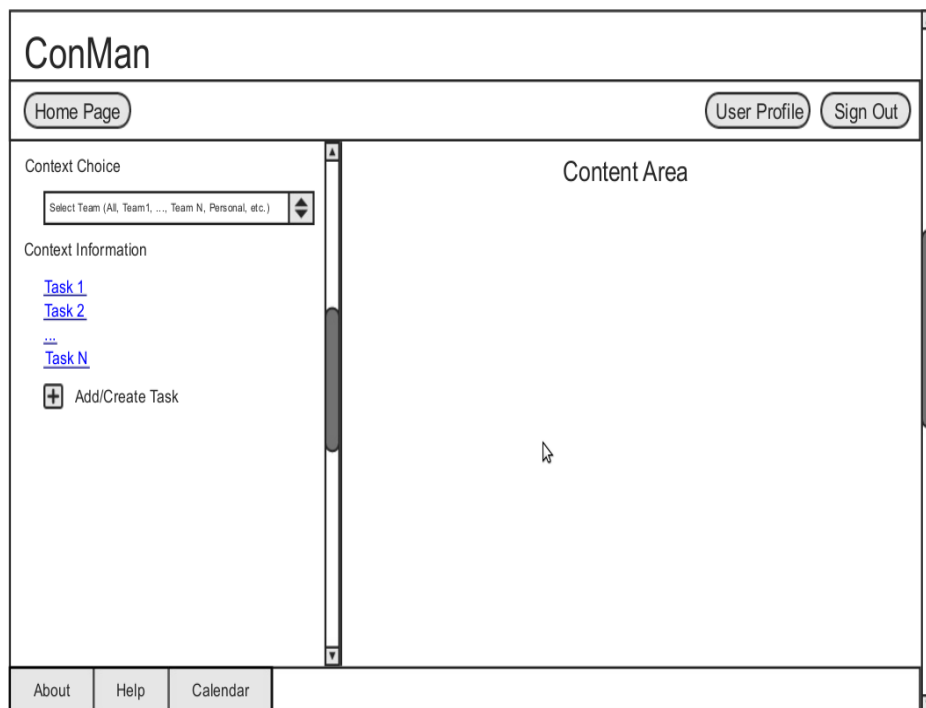 ConMan
Home Page
User Profile
Sign Out
Context Choice
Select Team (All, Team1, ..., Team N, Personal, etc.)
Context Information
Task 1
Task 2
...
Task N
Add/Create Task
Content Area
About
Help
Calendar